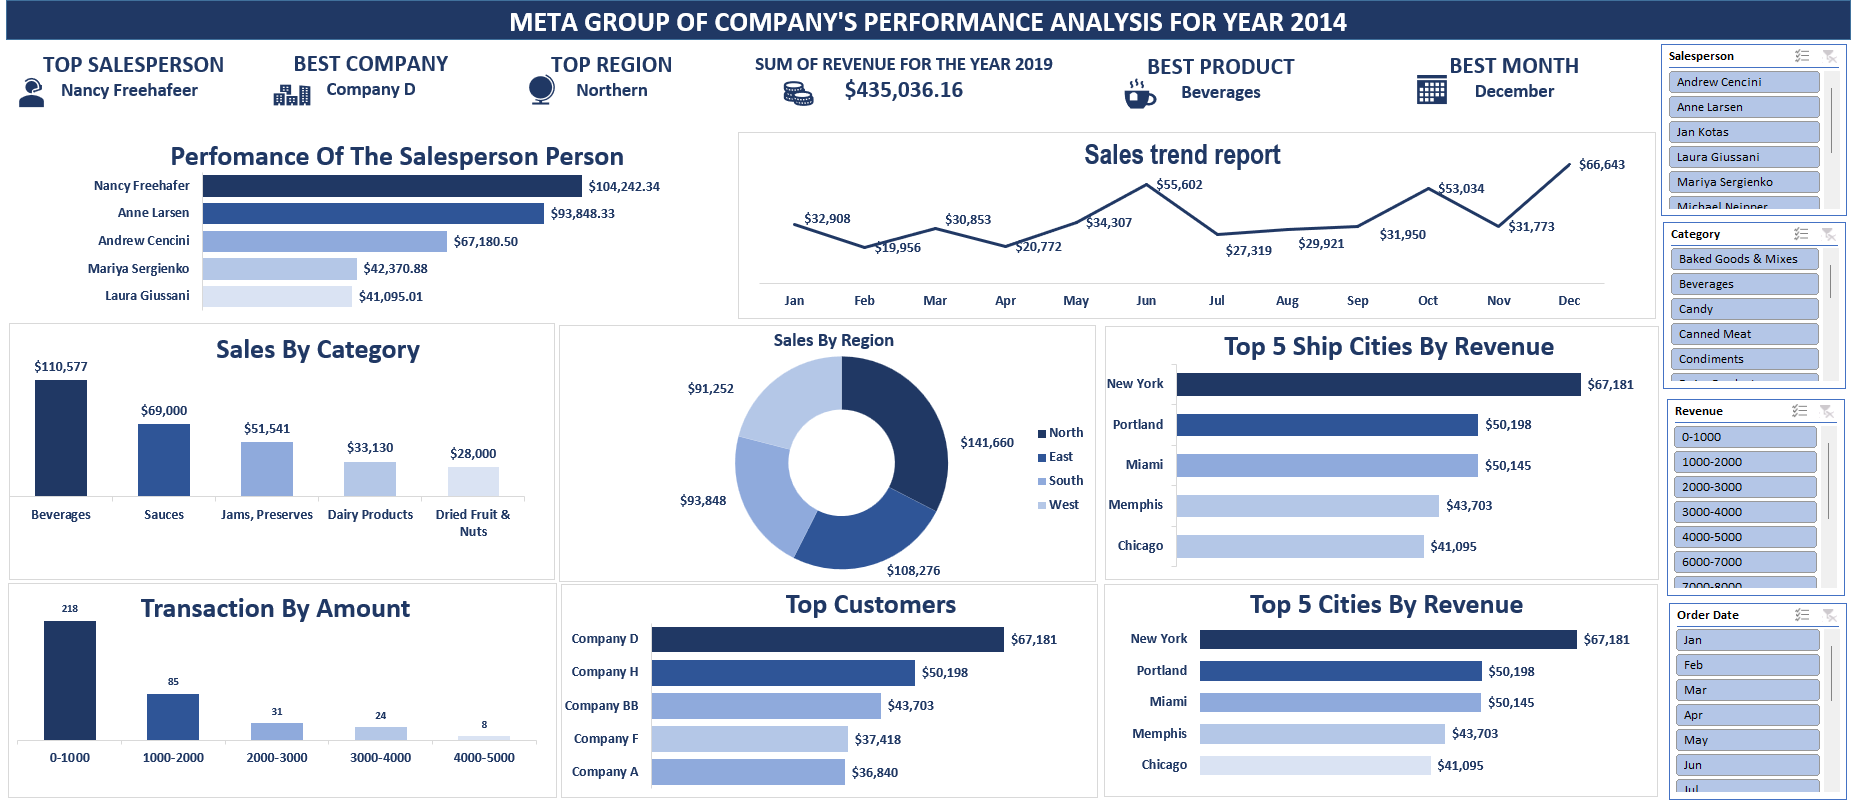 META GROUP OF COMPANY'S PERFORMANCE ANALYSIS FOR YEAR 2014
TOP SALESPERSON
Nancy Freehafeer
BEST COMPANY
Company D
TOP REGION
Northern
SUM OF REVENUE FOR THE YEAR 2019
$435,036.16
BEST PRODUCT
Beverages
BEST MONTH
December
Perfomance Of The Salesperson Person
Nancy Freehafer $104,242.34
Anne Larsen $93,848.33
Andrew Cencini $67,180.50
Mariya Sergienko $42,370.88
Laura Giussani $41,095.01
Sales trend report
$32,908 $19,956 $30,853 $20,772 $34,307 $55,602 $27,319 $29,921 $31,950 $53,034 $31,773 $66,643
Jan Feb Mar Apr May Jun Jul Aug Sep Oct Nov Dec
Sales By Category
$110,577 $69,000 $51,541 $33,130 $28,000
Beverages Sauces Jams, Preserves Dairy Products Dried Fruit &
Nuts
Sales By Region
$91,252
$141,660
$93,848
$108,276
North
East
South
West
Top 5 Ship Cities By Revenue
New York $67,181
Portland $50,198
Miami $50,145
Memphis $43,703
Chicago $41,095
Transaction By Amount
218 85 31 24 8
0-1000 1000-2000 2000-3000 3000-4000 4000-5000
Top Customers
Company D $67,181
Company H $50,198
Company BB $43,703
Company F $37,418
Company A $36,840
Top 5 Cities By Revenue
New York $67,181
Portland $50,198
Miami $50,145
Memphis $43,703
Chicago $41,095
Salesperson
Andrew Cencini
Anne Larsen
Jan Kotas
Laura Giussani
Mariya Sergienko
Michael Neipper
Category
Baked Goods & Mixes
Beverages
Candy
Canned Meat
Condiments
Revenue
0-1000
1000-2000
2000-3000
3000-4000
4000-5000
6000-7000
7000-8000
Order Date
Jan
Feb
Mar
Apr
May
Jun
Jul